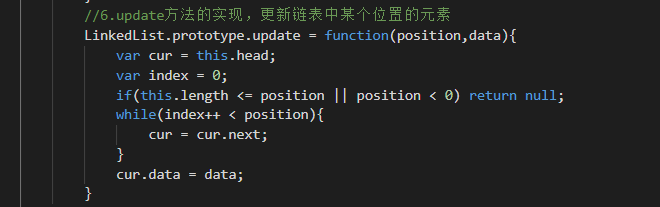 //6.update方法的实现，更新链表中某个位置的元素
LinkedList.prototype.update = function(position,data){
var cur = this.head;
var index = 0;
if(this.length <= position || position < 0) return null;
while(index++ < position){
cur = cur.next;
}
cur.data = data;
}